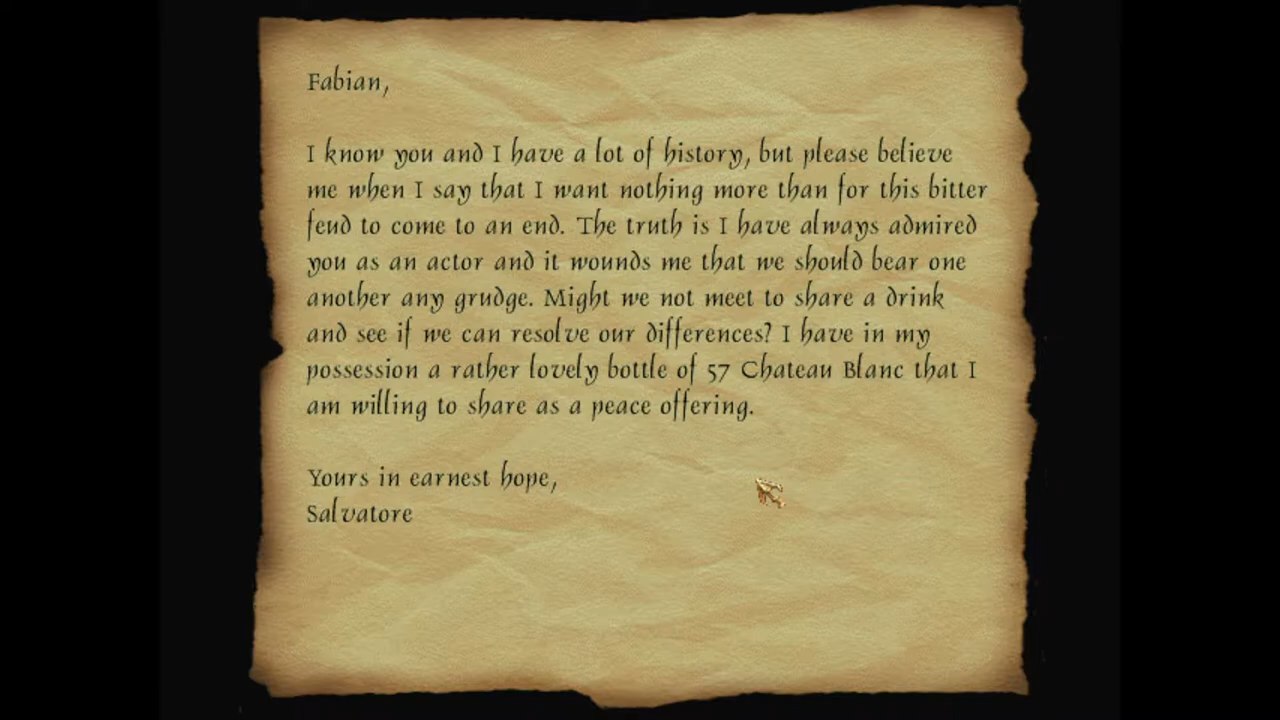 Fabian,
I know you and I have a lot of history, but please believe
me when I say that I want nothing more than for this bitter
feud to come to an end. The truth is I have always admired
you as an actor and it wounds me that we should bear one
another any grudge. Might we not meet to share a drink
and see if we can resolve our differences? I have in my
possession a rather lovely bottle of 57 Chateau Blanc that I
am willing to share as a peace offering.
Yours in earnest hope,
Salvatore